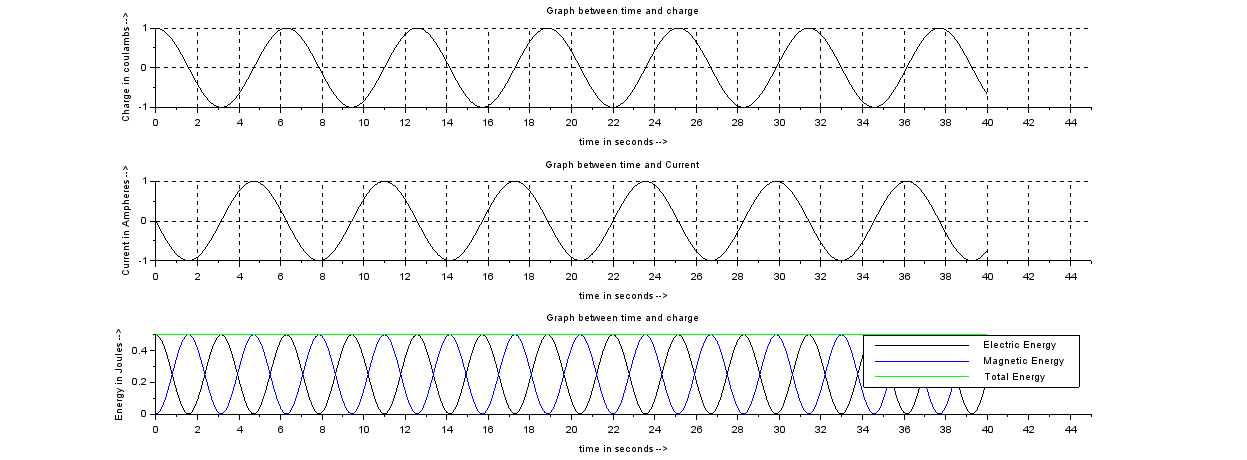 Graph between time and charge
Charge in coulambs -->
1
0
-1
0 2 4 6 8 10 12 14 16 18 20 22 24 26 28 30 32 34 36 38 40 42 44
time in seconds -->
Graph between time and Current
Current in Ampheres -->
1
0
-1
0 2 4 6 8 10 12 14 16 18 20 22 24 26 28 30 32 34 36 38 40 42 44
time in seconds -->
Graph between time and charge
Energy in Joules -->
0.4
0.2
0
Electric Energy
Magnetic Energy
Total Energy
0 2 4 6 8 10 12 14 16 18 20 22 24 26 28 30 32 34 36 38 40 42 44
time in seconds -->